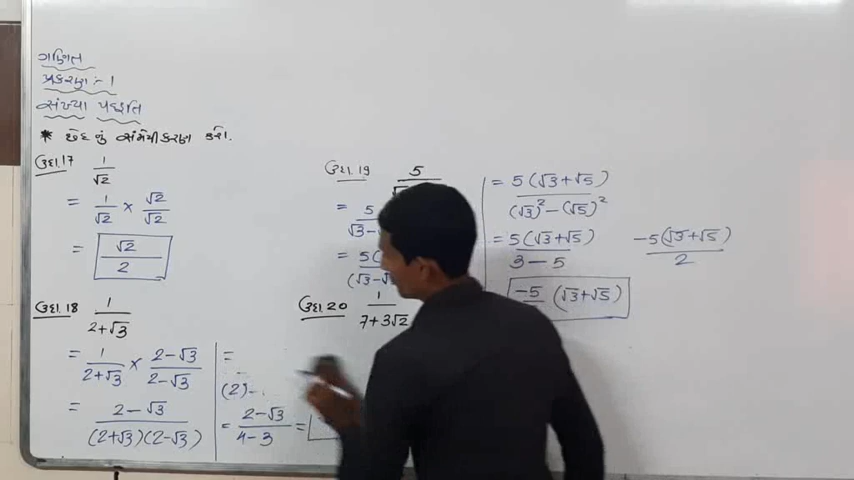 ગણિત
પ્રકરણ :- 1
સંખ્યા પદ્ધતિ
* છેદનું સંમેયીકરણ કરો.
ઉદા.17 1/√2
= 1/√2 × √2/√2
= √2/2
ઉદા.18 1/(2+√3)
= 1/(2+√3) × (2-√3)/(2-√3)
= (2-√3)/((2+√3)(2-√3))
=
(2)
= (2-√3)/(4-3) =
ઉદા.19 5/
= 5/(√3-
= 5(/(√3-
= 5(√3+√5)/((√3)²-(√5)²)
= 5(√3+√5)/(3-5)
-5(√3+√5)/2
-5 (√3+√5)
ઉદા.20 1/(7+3√2)